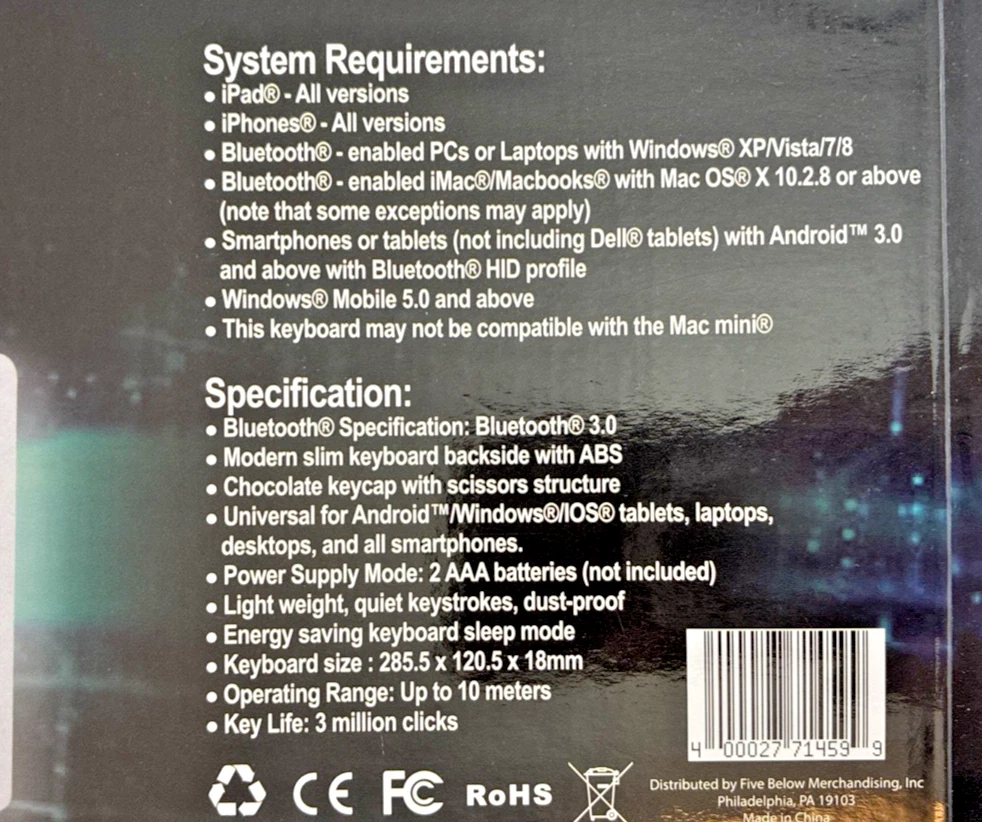 System Requirements:
• iPad® - All versions
• iPhones® - All versions
• Bluetooth® - enabled PCs or Laptops with Windows® XP/Vista/7/8
• Bluetooth® - enabled iMac®/Macbooks® with Mac OS® X 10.2.8 or above
(note that some exceptions may apply)
• Smartphones or tablets (not including Dell® tablets) with Android™ 3.0
and above with Bluetooth® HID profile
• Windows® Mobile 5.0 and above
• This keyboard may not be compatible with the Mac mini®
Specification:
• Bluetooth® Specification: Bluetooth® 3.0
• Modern slim keyboard backside with ABS
• Chocolate keycap with scissors structure
• Universal for Android™/Windows®/IOS® tablets, laptops,
desktops, and all smartphones.
• Power Supply Mode: 2 AAA batteries (not included)
• Light weight, quiet keystrokes, dust-proof
• Energy saving keyboard sleep mode
• Keyboard size : 285.5 x 120.5 x 18mm
• Operating Range: Up to 10 meters
• Key Life: 3 million clicks
4 00027 71459 9
CE FC RoHS
Distributed by Five Below Merchandising, Inc
Philadelphia, PA 19103
Made in China